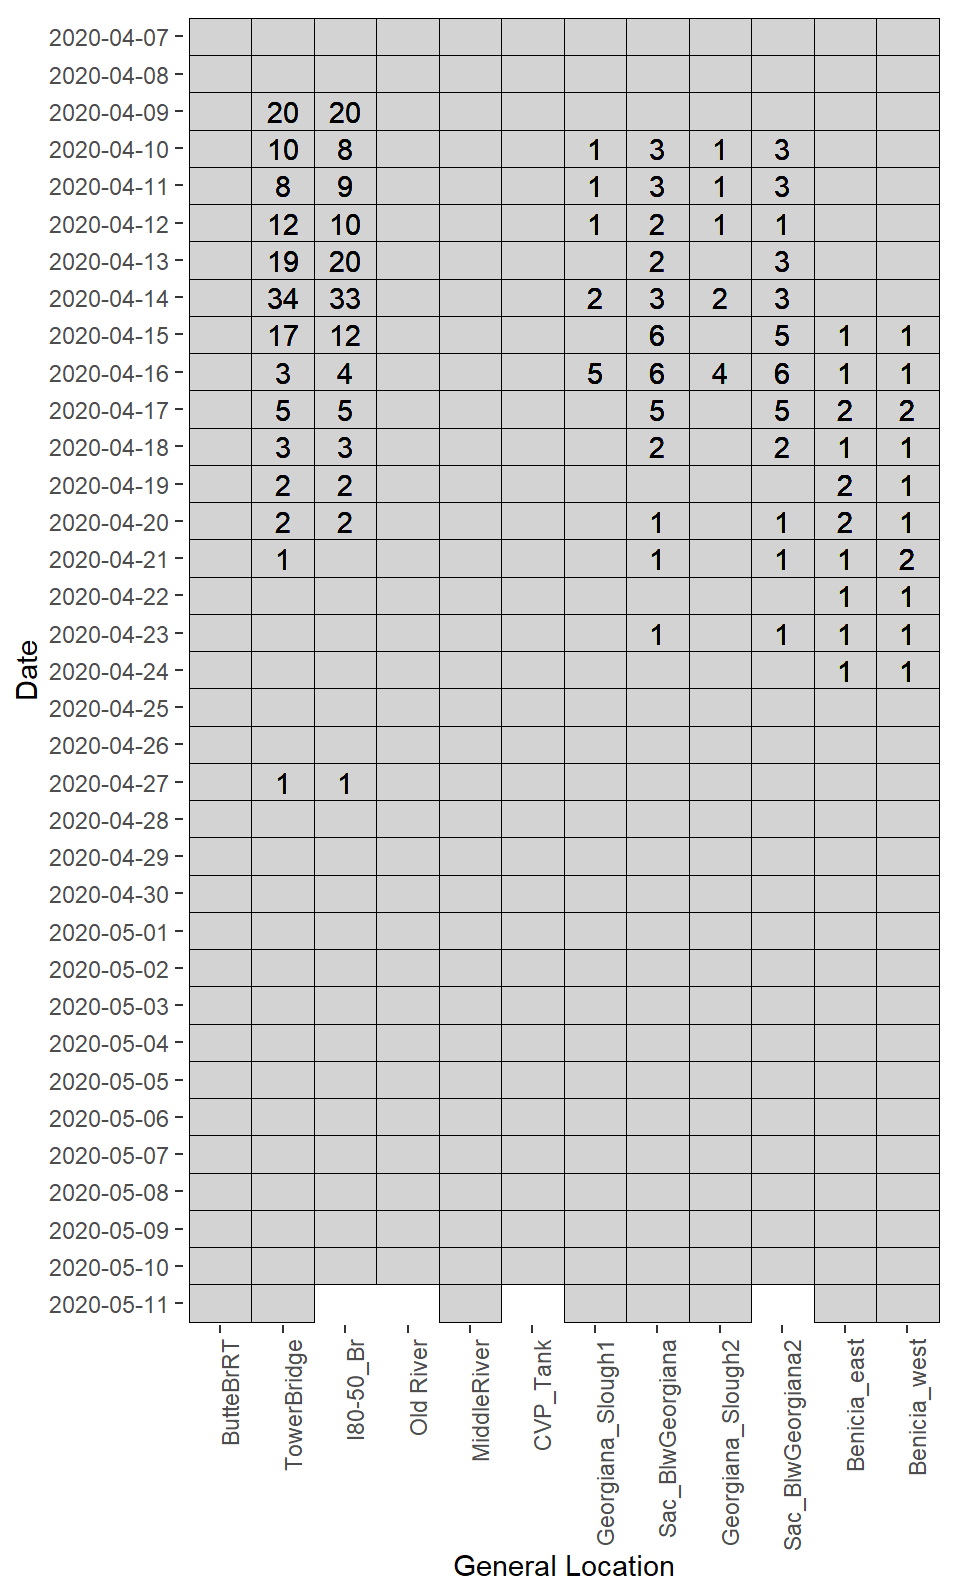 2020-04-07
2020-04-08
2020-04-09 20 20
2020-04-10 10 8 1 3 1 3
2020-04-11 8 9 1 3 1 3
2020-04-12 12 10 1 2 1 1
2020-04-13 19 20 2 3
2020-04-14 34 33 2 3 2 3
2020-04-15 17 12 6 5 1 1
2020-04-16 3 4 5 6 4 6 1 1
2020-04-17 5 5 5 5 2 2
2020-04-18 3 3 2 2 1 1
2020-04-19 2 2 2 1
2020-04-20 2 2 1 1 2 1
2020-04-21 1 1 1 1 2
2020-04-22 1 1
2020-04-23 1 1 1 1
2020-04-24 1 1
2020-04-25
2020-04-26
2020-04-27 1 1
2020-04-28
2020-04-29
2020-04-30
2020-05-01
2020-05-02
2020-05-03
2020-05-04
2020-05-05
2020-05-06
2020-05-07
2020-05-08
2020-05-09
2020-05-10
2020-05-11
Date
ButteBrRT
TowerBridge
I80-50_Br
Old River
MiddleRiver
CVP_Tank
Georgiana_Slough1
Sac_BlwGeorgiana
Georgiana_Slough2
Sac_BlwGeorgiana2
Benicia_east
Benicia_west
General Location